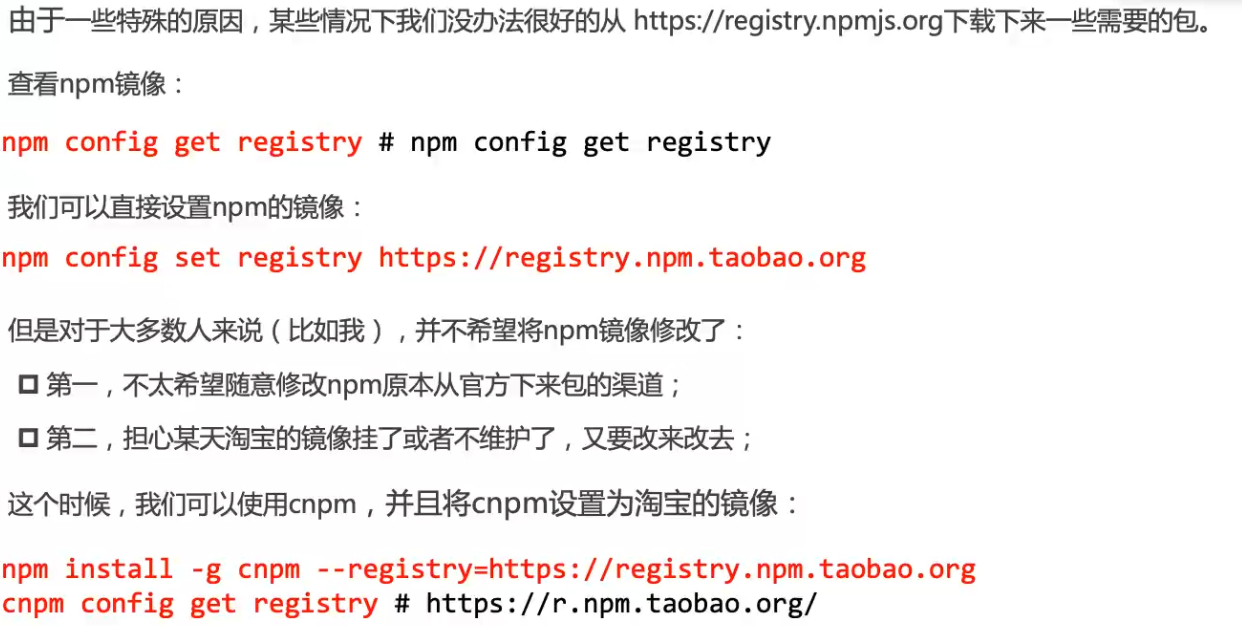 由于一些特殊的原因，某些情况下我们没办法很好的从 https://registry.npmjs.org下载下来一些需要的包。
查看npm镜像：
npm config get registry # npm config get registry
我们可以直接设置npm的镜像：
npm config set registry https://registry.npm.taobao.org
但是对于大多数人来说（比如我），并不希望将npm镜像修改了：
第一，不太希望随意修改npm原本从官方下来包的渠道；
第二，担心某天淘宝的镜像挂了或者不维护了，又要改来改去；
这个时候，我们可以使用cnpm，并且将cnpm设置为淘宝的镜像：
npm install -g cnpm --registry=https://registry.npm.taobao.org
cnpm config get registry # https://r.npm.taobao.org/